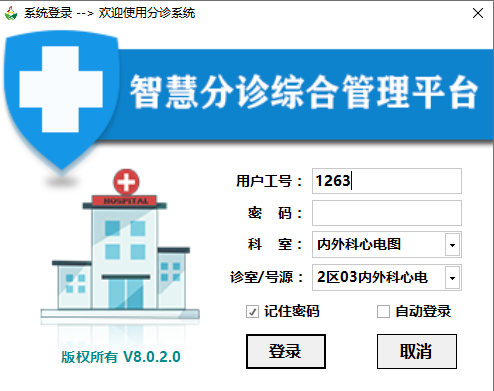 系统登录 --> 欢迎使用分诊系统
智慧分诊综合管理平台
HOSPITAL
用户工号： 1263
密 码：
科 室： 内外科心电图
诊室/号源： 2区03内外科心电
记住密码 自动登录
版权所有 V8.0.2.0
登录 取消